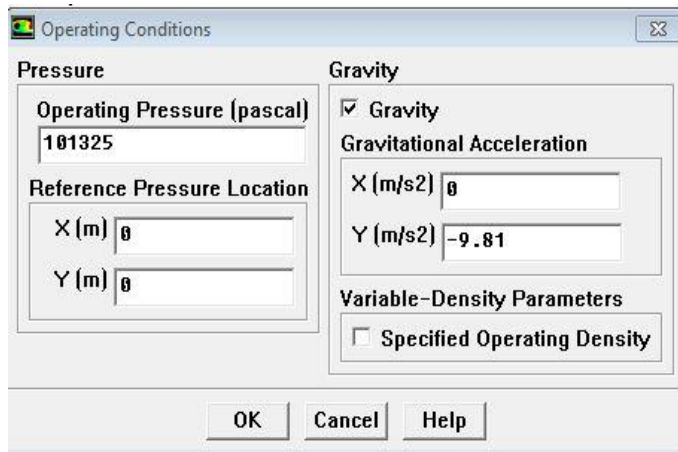 Operating Conditions
Pressure
Operating Pressure (pascal)
101325
Reference Pressure Location
X (m) 0
Y (m) 0
Gravity
Gravity
Gravitational Acceleration
X (m/s2) 0
Y (m/s2) -9.81
Variable-Density Parameters
Specified Operating Density
OK Cancel Help